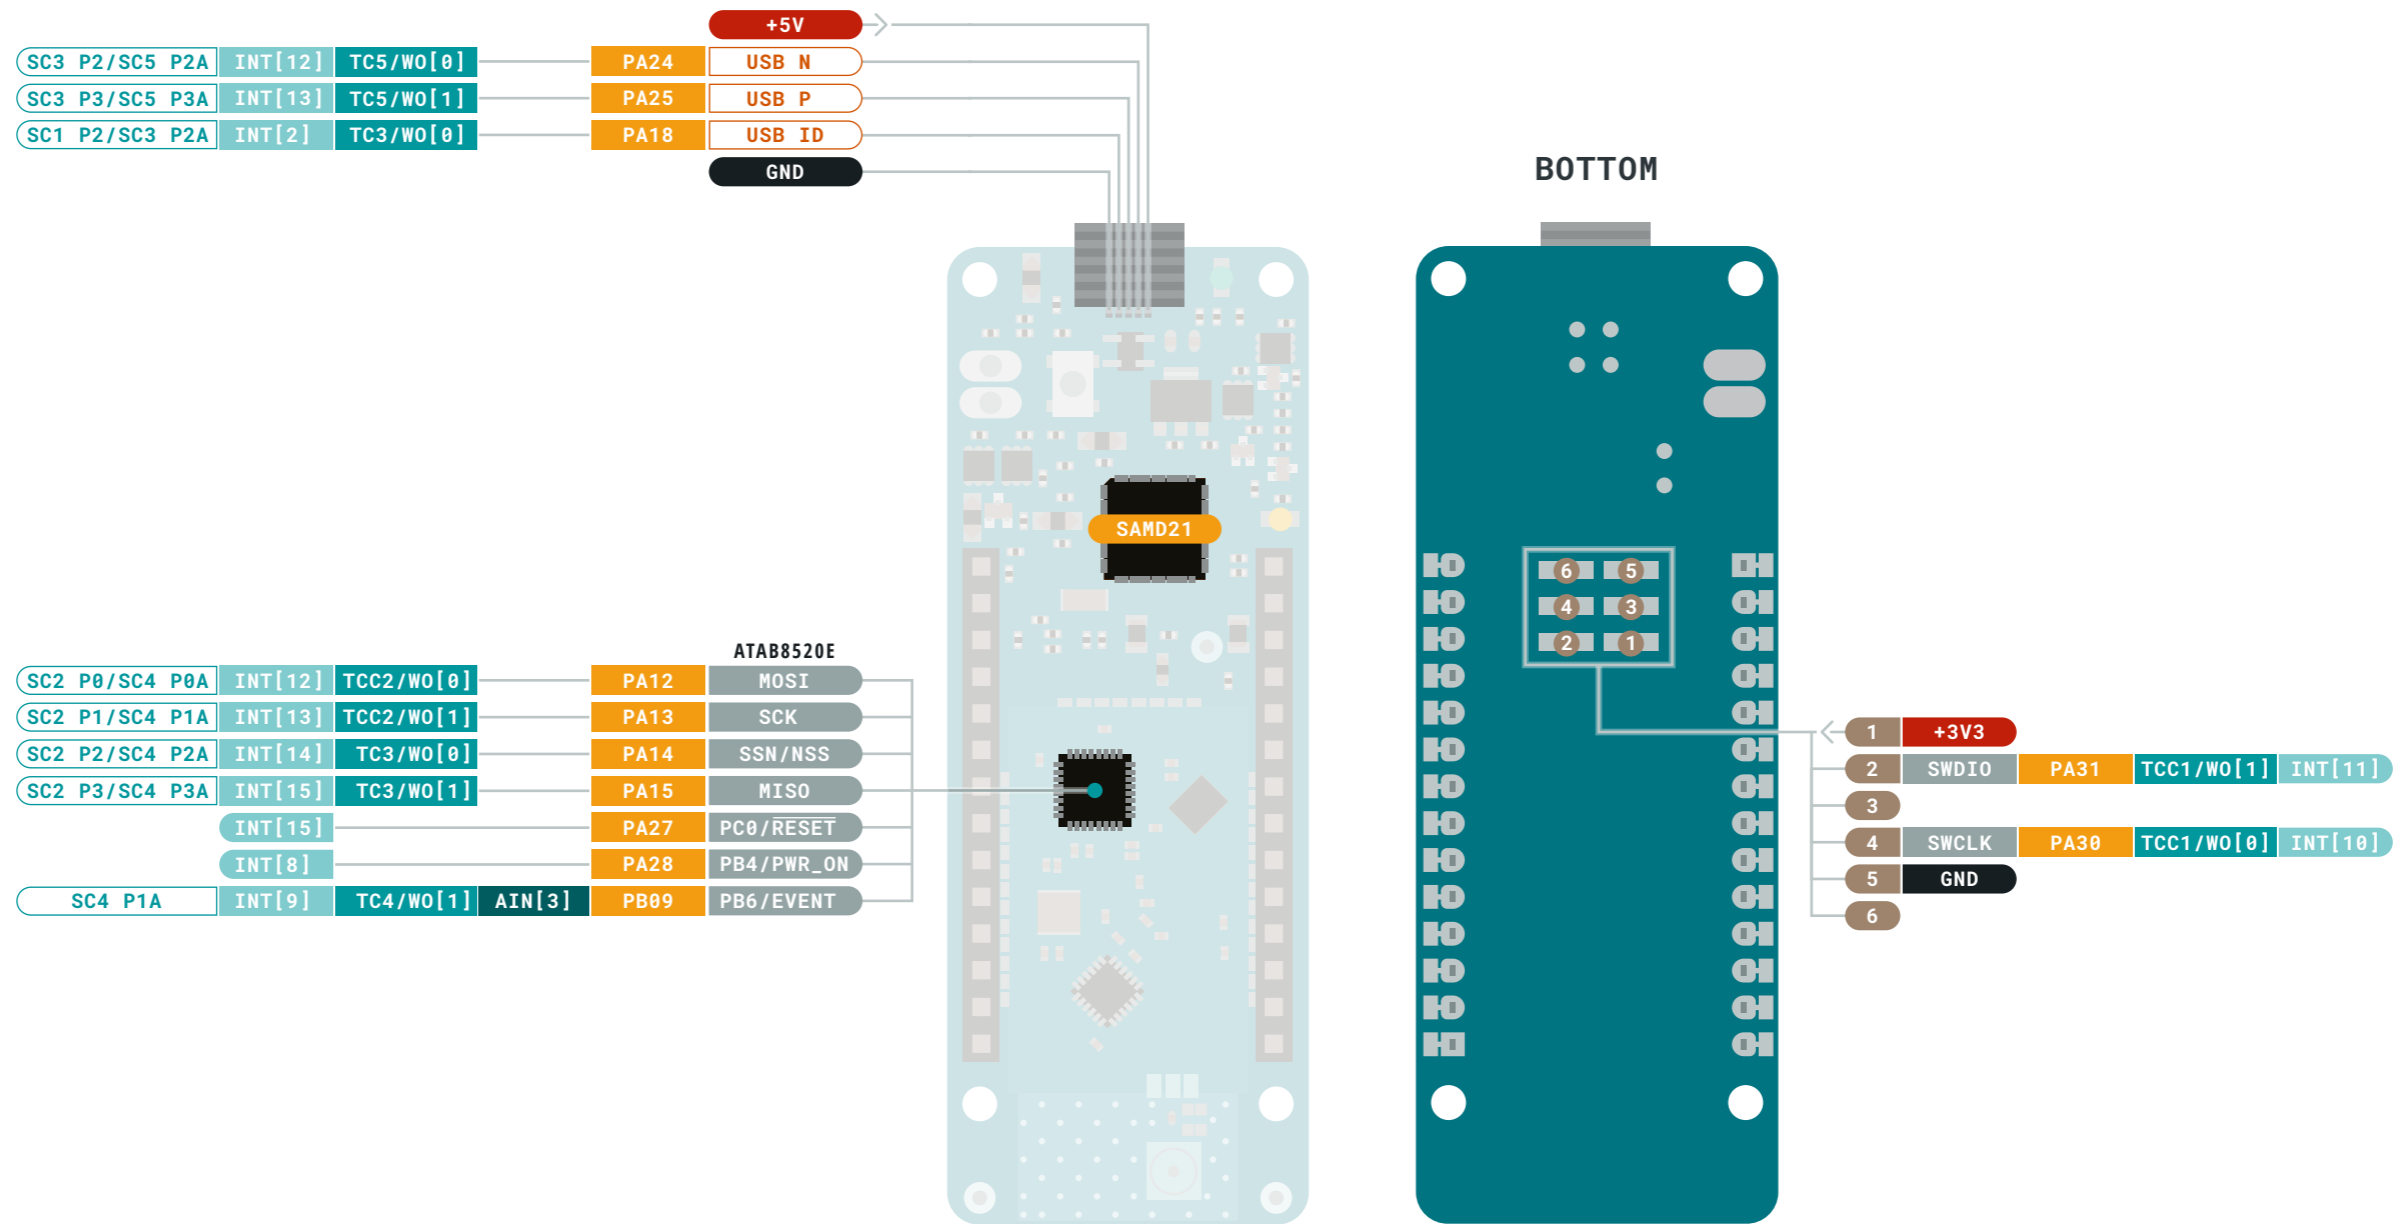 +5V
SC3 P2/SC5 P2A INT[12] TC5/WO[0] PA24 USB N
SC3 P3/SC5 P3A INT[13] TC5/WO[1] PA25 USB P
SC1 P2/SC3 P2A INT[2] TC3/WO[0] PA18 USB ID
GND
BOTTOM
SAMD21
6 5
4 3
2 1
ATAB8520E
SC2 P0/SC4 P0A INT[12] TCC2/WO[0] PA12 MOSI
SC2 P1/SC4 P1A INT[13] TCC2/WO[1] PA13 SCK
SC2 P2/SC4 P2A INT[14] TC3/WO[0] PA14 SSN/NSS
SC2 P3/SC4 P3A INT[15] TC3/WO[1] PA15 MISO
INT[15] PA27 PC0/RESET
INT[8] PA28 PB4/PWR_ON
SC4 P1A INT[9] TC4/WO[1] AIN[3] PB09 PB6/EVENT
1 +3V3
2 SWDIO PA31 TCC1/WO[1] INT[11]
3
4 SWCLK PA30 TCC1/WO[0] INT[10]
5 GND
6